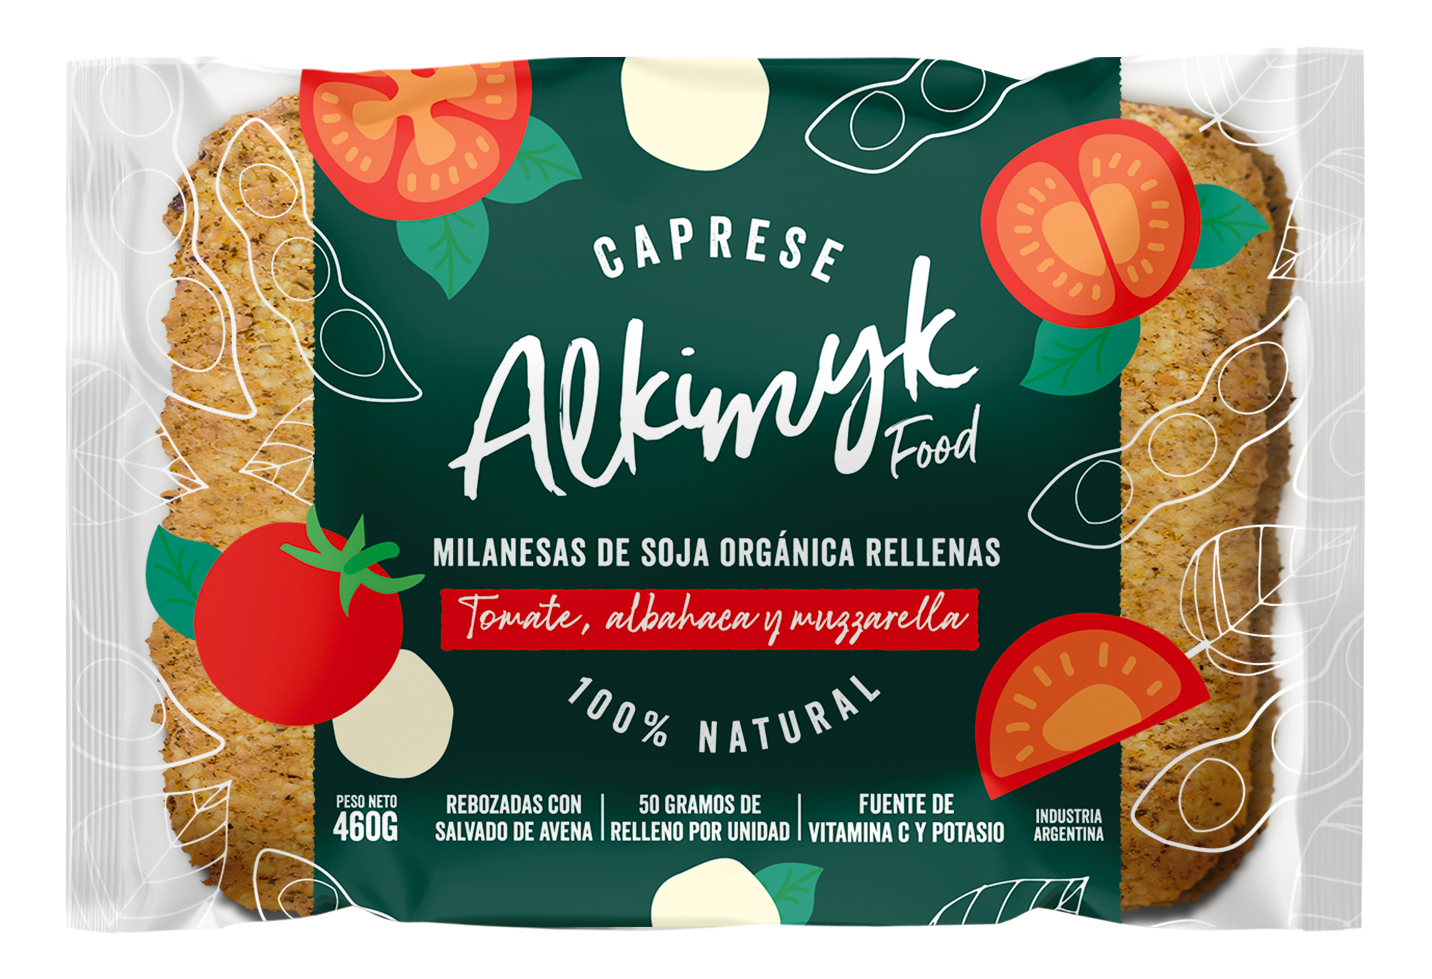 CAPRESE
Alkimyk
Food
MILANESAS DE SOJA ORGÁNICA RELLENAS
Tomate, albahaca y muzzarella
100% NATURAL
PESO NETO
460G
REBOZADAS CON
SALVADO DE AVENA
50 GRAMOS DE
RELLENO POR UNIDAD
FUENTE DE
VITAMINA C Y POTASIO
INDUSTRIA
ARGENTINA